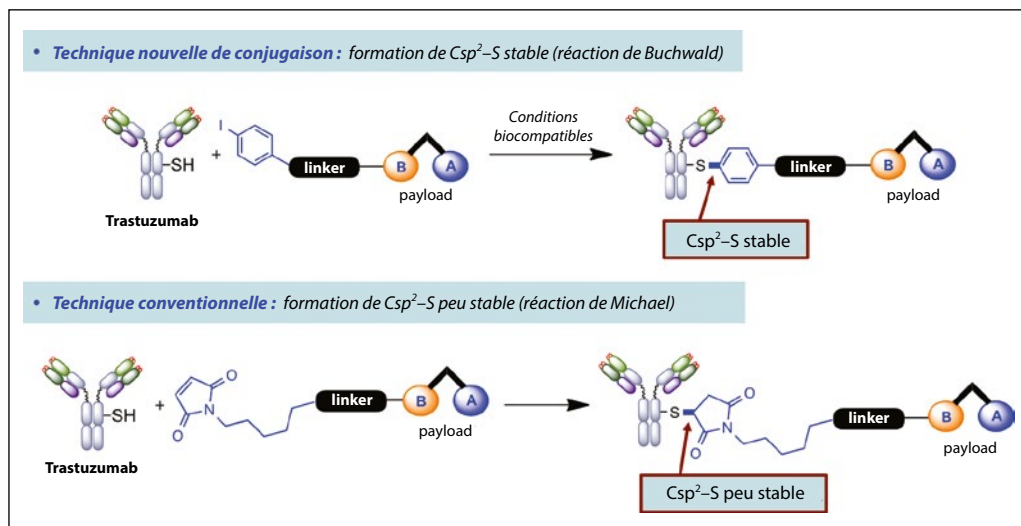 • Technique nouvelle de conjugaison : formation de Csp²–S stable (réaction de Buchwald)
Conditions
biocompatibles
I
SH
+
linker
B
A
payload
Trastuzumab
S
linker
B
A
payload
Csp²–S stable
• Technique conventionnelle : formation de Csp²–S peu stable (réaction de Michael)
SH
+
O
N
O
linker
B
A
payload
Trastuzumab
S
O
N
O
linker
B
A
payload
Csp²–S peu stable